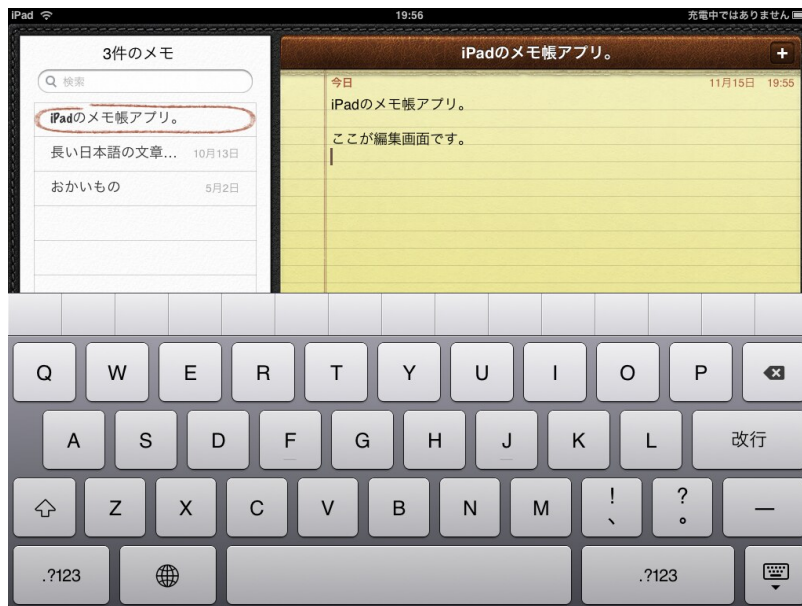 iPad 19:56 充電中ではありません
3件のメモ
検索
iPadのメモ帳アプリ。
長い日本語の文章... 10月13日
おかいもの 5月2日
iPadのメモ帳アプリ。 +
今日 11月15日 19:55
iPadのメモ帳アプリ。
ここが編集画面です。
Q W E R T Y U I O P
A S D F G H J K L 改行
Z X C V B N M ! 、 ? 。 ー
.?123 .?123